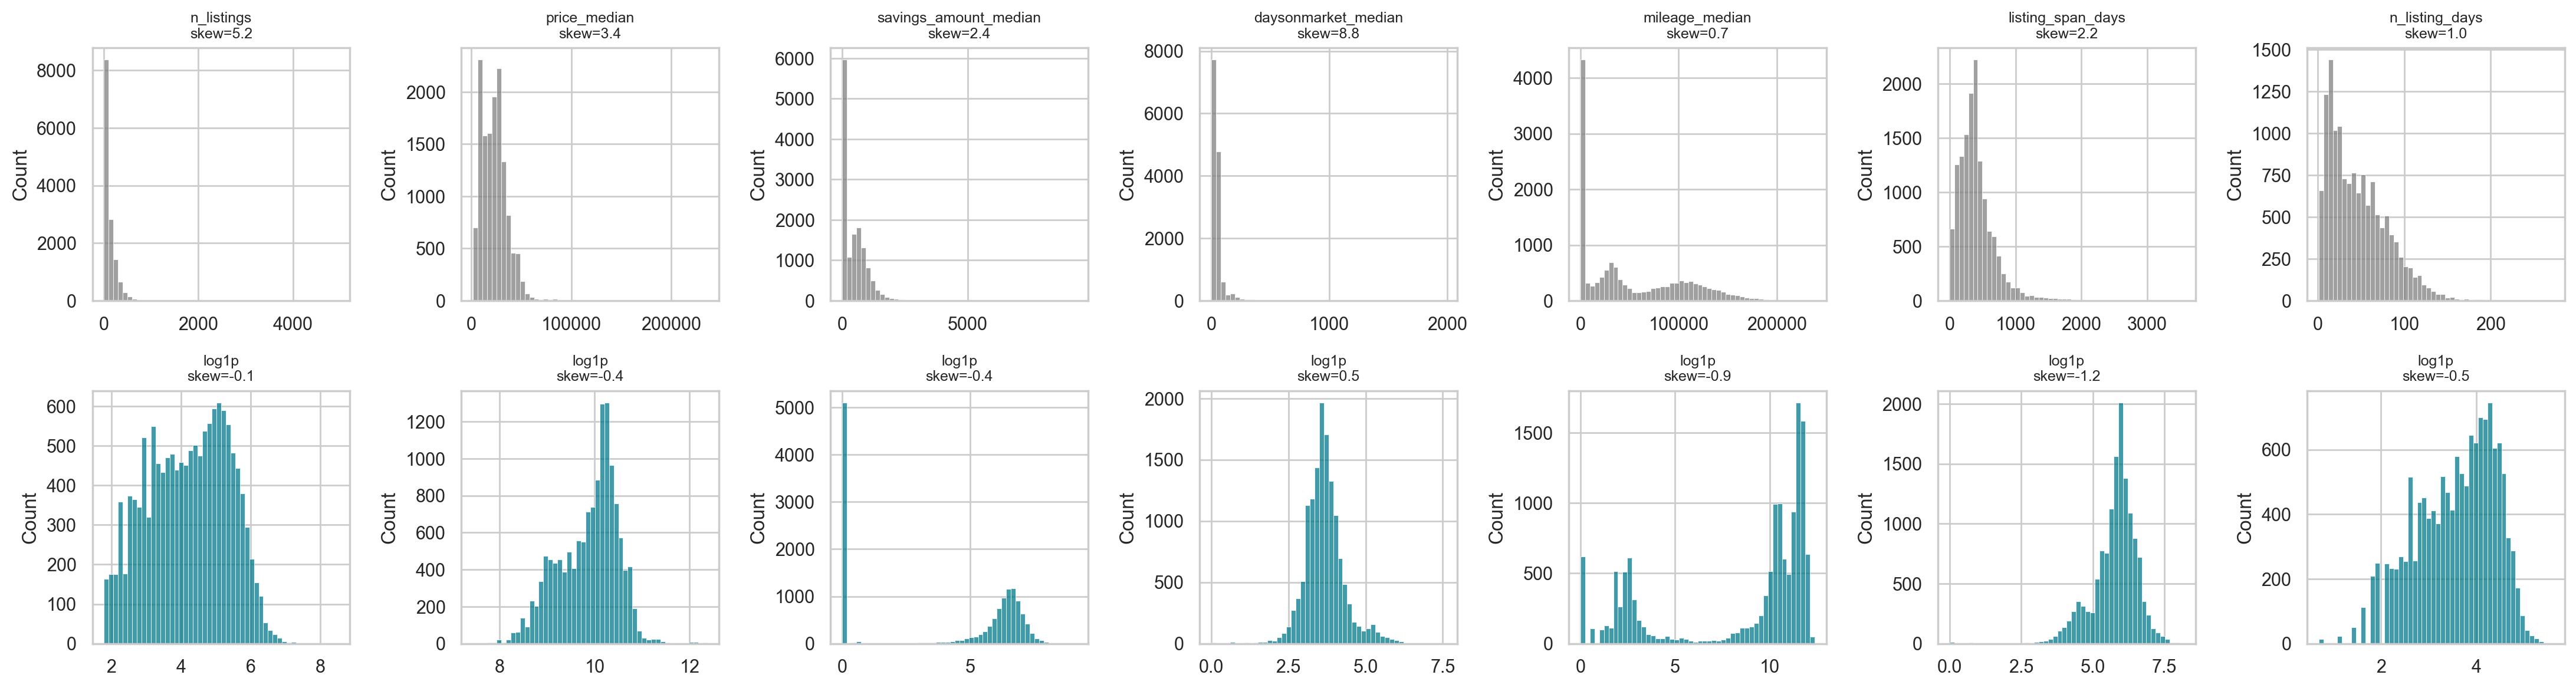 n_listings
skew=5.2
Count
8000
6000
4000
2000
0
0 2000 4000
price_median
skew=3.4
Count
2000
1500
1000
500
0
0 100000 200000
savings_amount_median
skew=2.4
Count
6000
5000
4000
3000
2000
1000
0
0 5000
daysonmarket_median
skew=8.8
Count
8000
6000
4000
2000
0
0 1000 2000
mileage_median
skew=0.7
Count
4000
3000
2000
1000
0
0 100000 200000
listing_span_days
skew=2.2
Count
2000
1500
1000
500
0
0 1000 2000 3000
n_listing_days
skew=1.0
Count
1500
1250
1000
750
500
250
0
0 100 200
log1p
skew=-0.1
Count
600
500
400
300
200
100
0
2 4 6 8
log1p
skew=-0.4
Count
1200
1000
800
600
400
200
0
8 10 12
log1p
skew=-0.4
Count
5000
4000
3000
2000
1000
0
0 5
log1p
skew=0.5
Count
2000
1500
1000
500
0
0.0 2.5 5.0 7.5
log1p
skew=-0.9
Count
1500
1000
500
0
0 5 10
log1p
skew=-1.2
Count
2000
1500
1000
500
0
0.0 2.5 5.0 7.5
log1p
skew=-0.5
Count
600
400
200
0
2 4